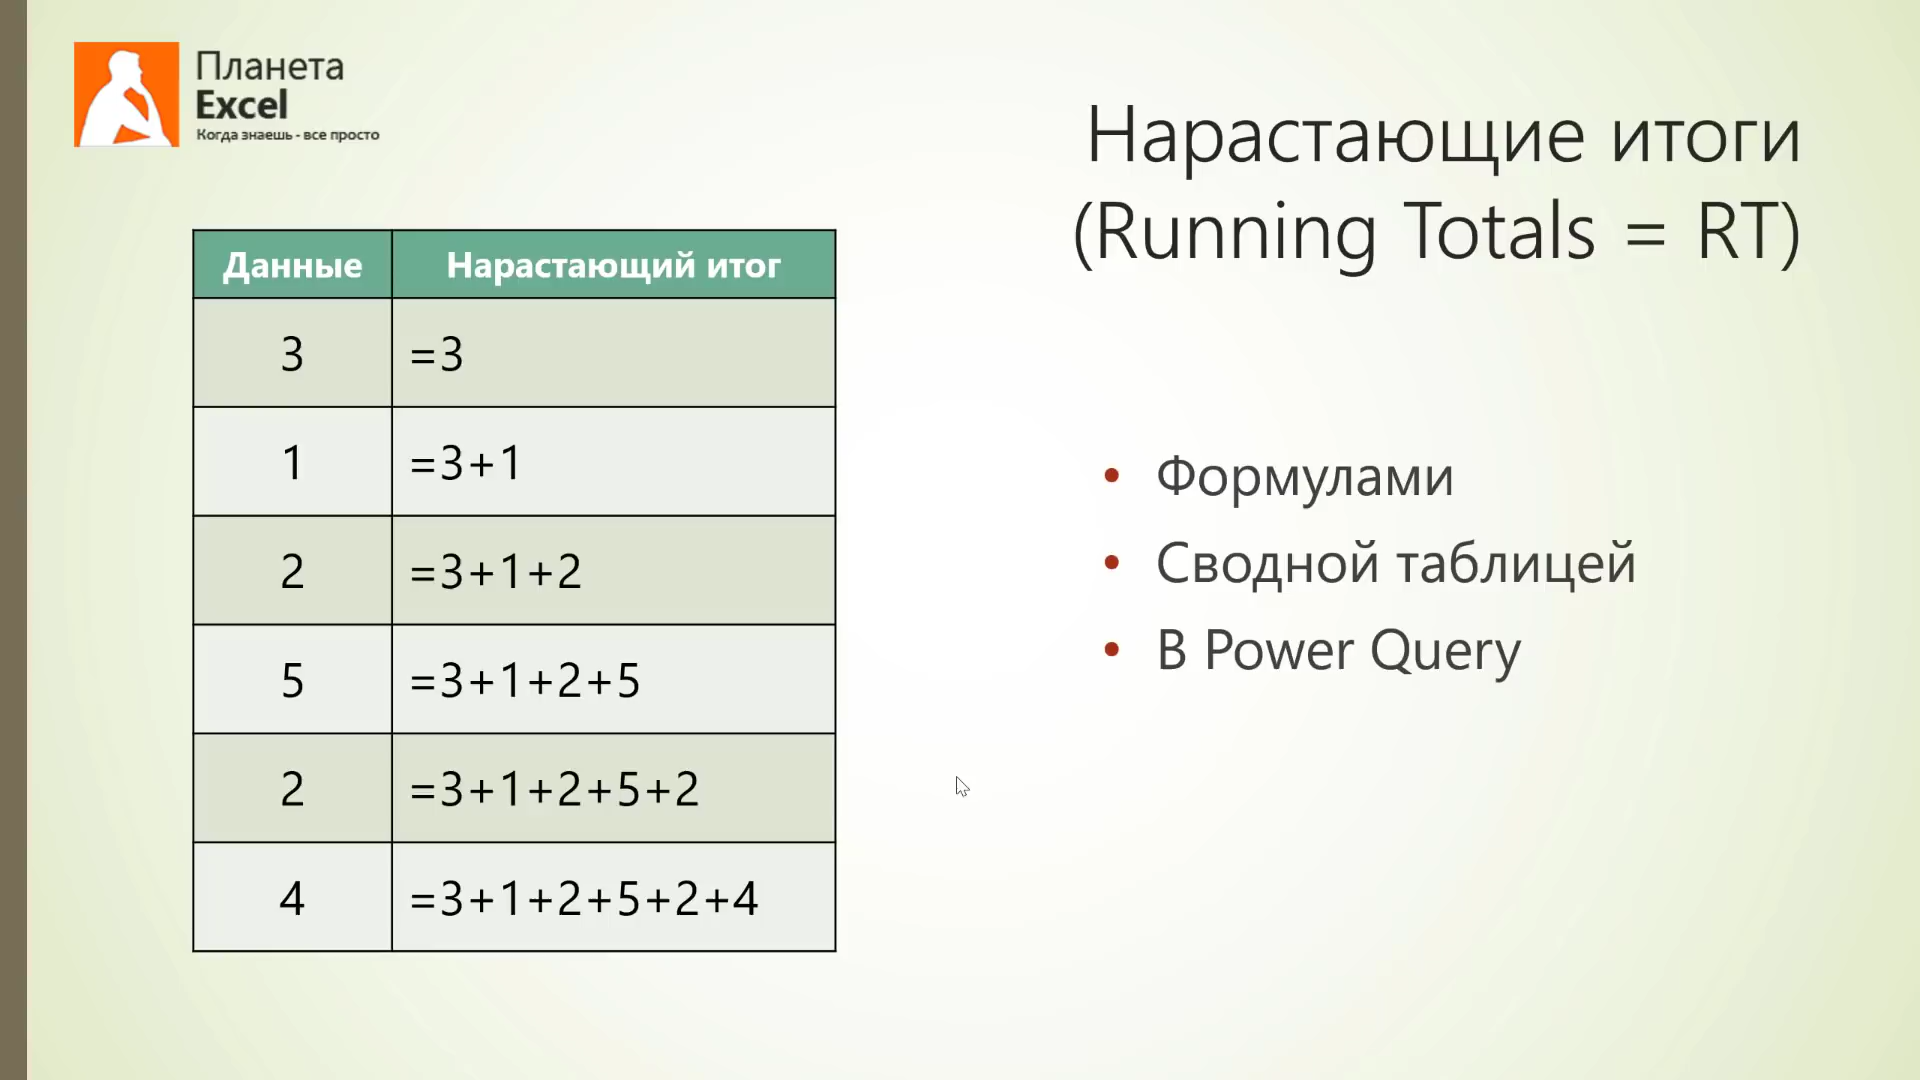 Планета
Excel
Когда знаешь - все просто
Нарастающие итоги
(Running Totals = RT)
Данные Нарастающий итог
3 =3
1 =3+1
2 =3+1+2
5 =3+1+2+5
2 =3+1+2+5+2
4 =3+1+2+5+2+4
• Формулами
• Сводной таблицей
• В Power Query